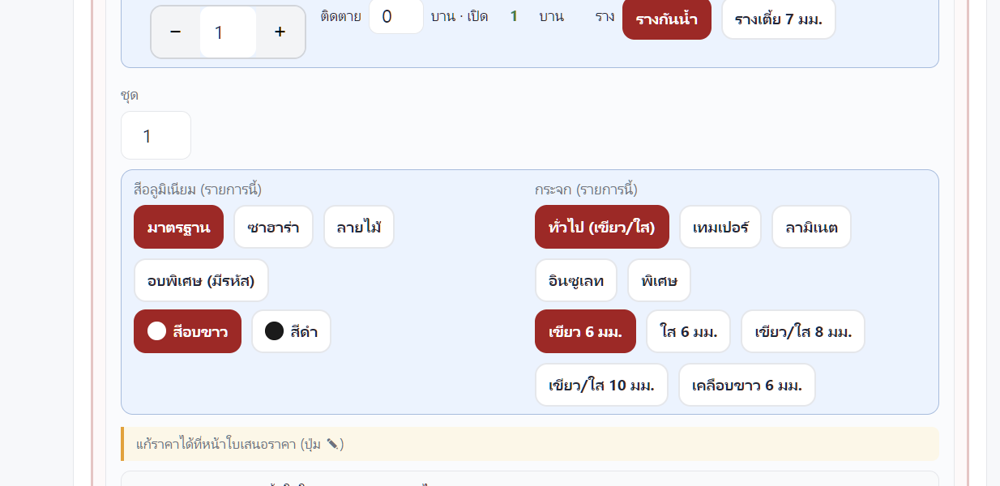 − 1 + ติดตาย 0 บาน · เปิด 1 บาน ราง รางกันน้ำ รางเตี้ย 7 มม.
ชุด
1
สีอลูมิเนียม (รายการนี้)
มาตรฐาน ซาฮาร่า ลายไม้
อบพิเศษ (มีรหัส)
สีอบขาว สีดำ
กระจก (รายการนี้)
ทั่วไป (เขียว/ใส) เทมเปอร์ ลามิเนต
อินซูเลท พิเศษ
เขียว 6 มม. ใส 6 มม. เขียว/ใส 8 มม.
เขียว/ใส 10 มม. เคลือบขาว 6 มม.
แก้ราคาได้ที่หน้าใบเสนอราคา (ปุ่ม ✎)